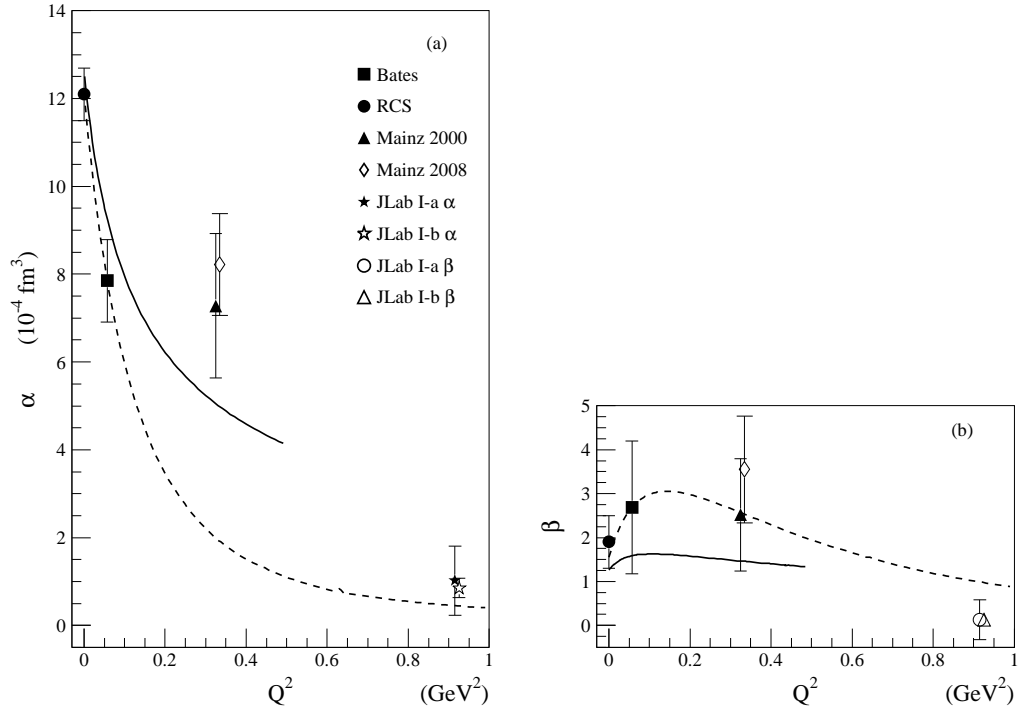 14
12
10
8
6
4
2
0
α (10⁻⁴ fm³)
(a)
Bates
RCS
Mainz 2000
Mainz 2008
JLab I-a α
JLab I-b α
JLab I-a β
JLab I-b β
0 0.2 0.4 0.6 0.8 1
Q² (GeV²)
5
4
3
2
1
0
β
(b)
0 0.2 0.4 0.6 0.8 1
Q² (GeV²)